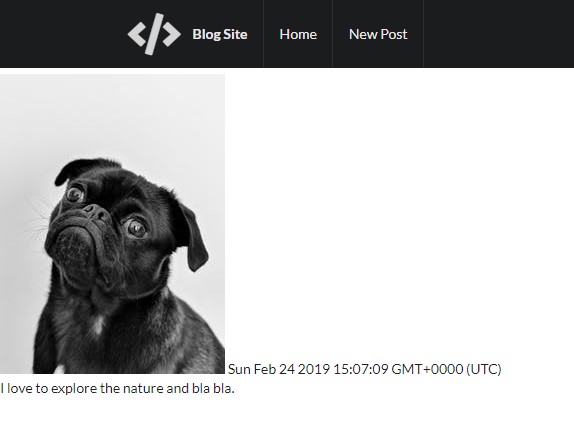 Blog Site Home New Post
Sun Feb 24 2019 15:07:09 GMT+0000 (UTC)
I love to explore the nature and bla bla.